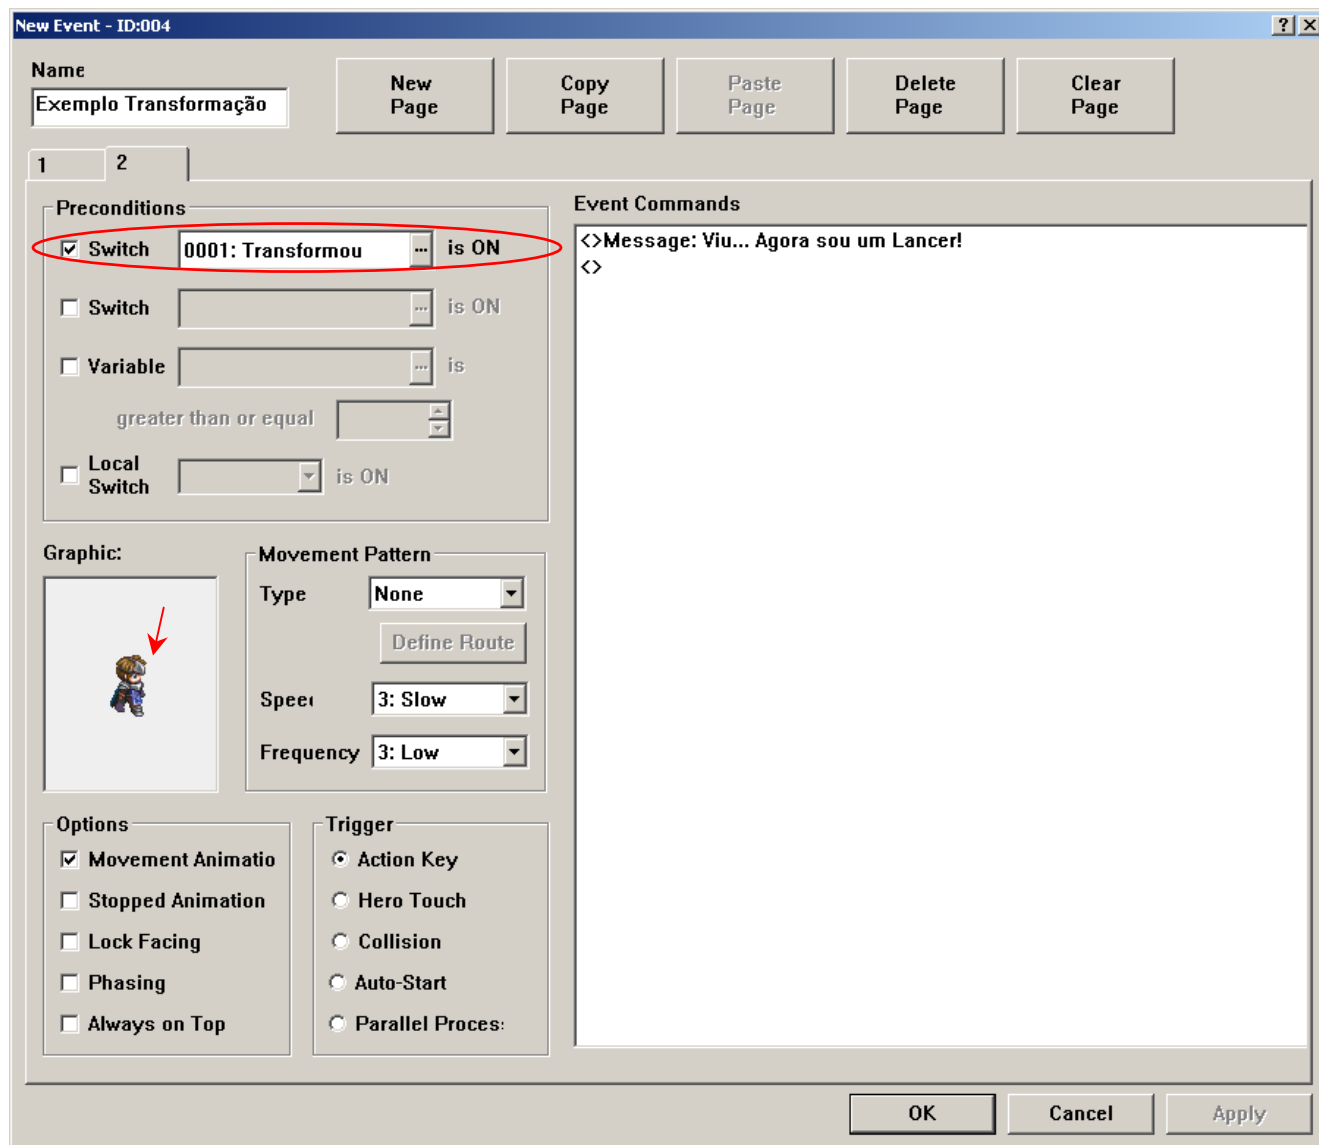 New Event - ID:004
Name
Exemplo Transformação
New
Page
Copy
Page
Paste
Page
Delete
Page
Clear
Page
1
2
Preconditions
Switch 0001: Transformou ... is ON
Switch ... is ON
Variable ... is
greater than or equal
Local
Switch
is ON
Graphic:
Movement Pattern
Type None
Define Route
Spee
3: Slow
Frequency 3: Low
Options
Movement Animatio
Stopped Animation
Lock Facing
Phasing
Always on Top
Trigger
Action Key
Hero Touch
Collision
Auto-Start
Parallel Proces
Event Commands
<>Message: Viu... Agora sou um Lancer!
<>
OK
Cancel
Apply